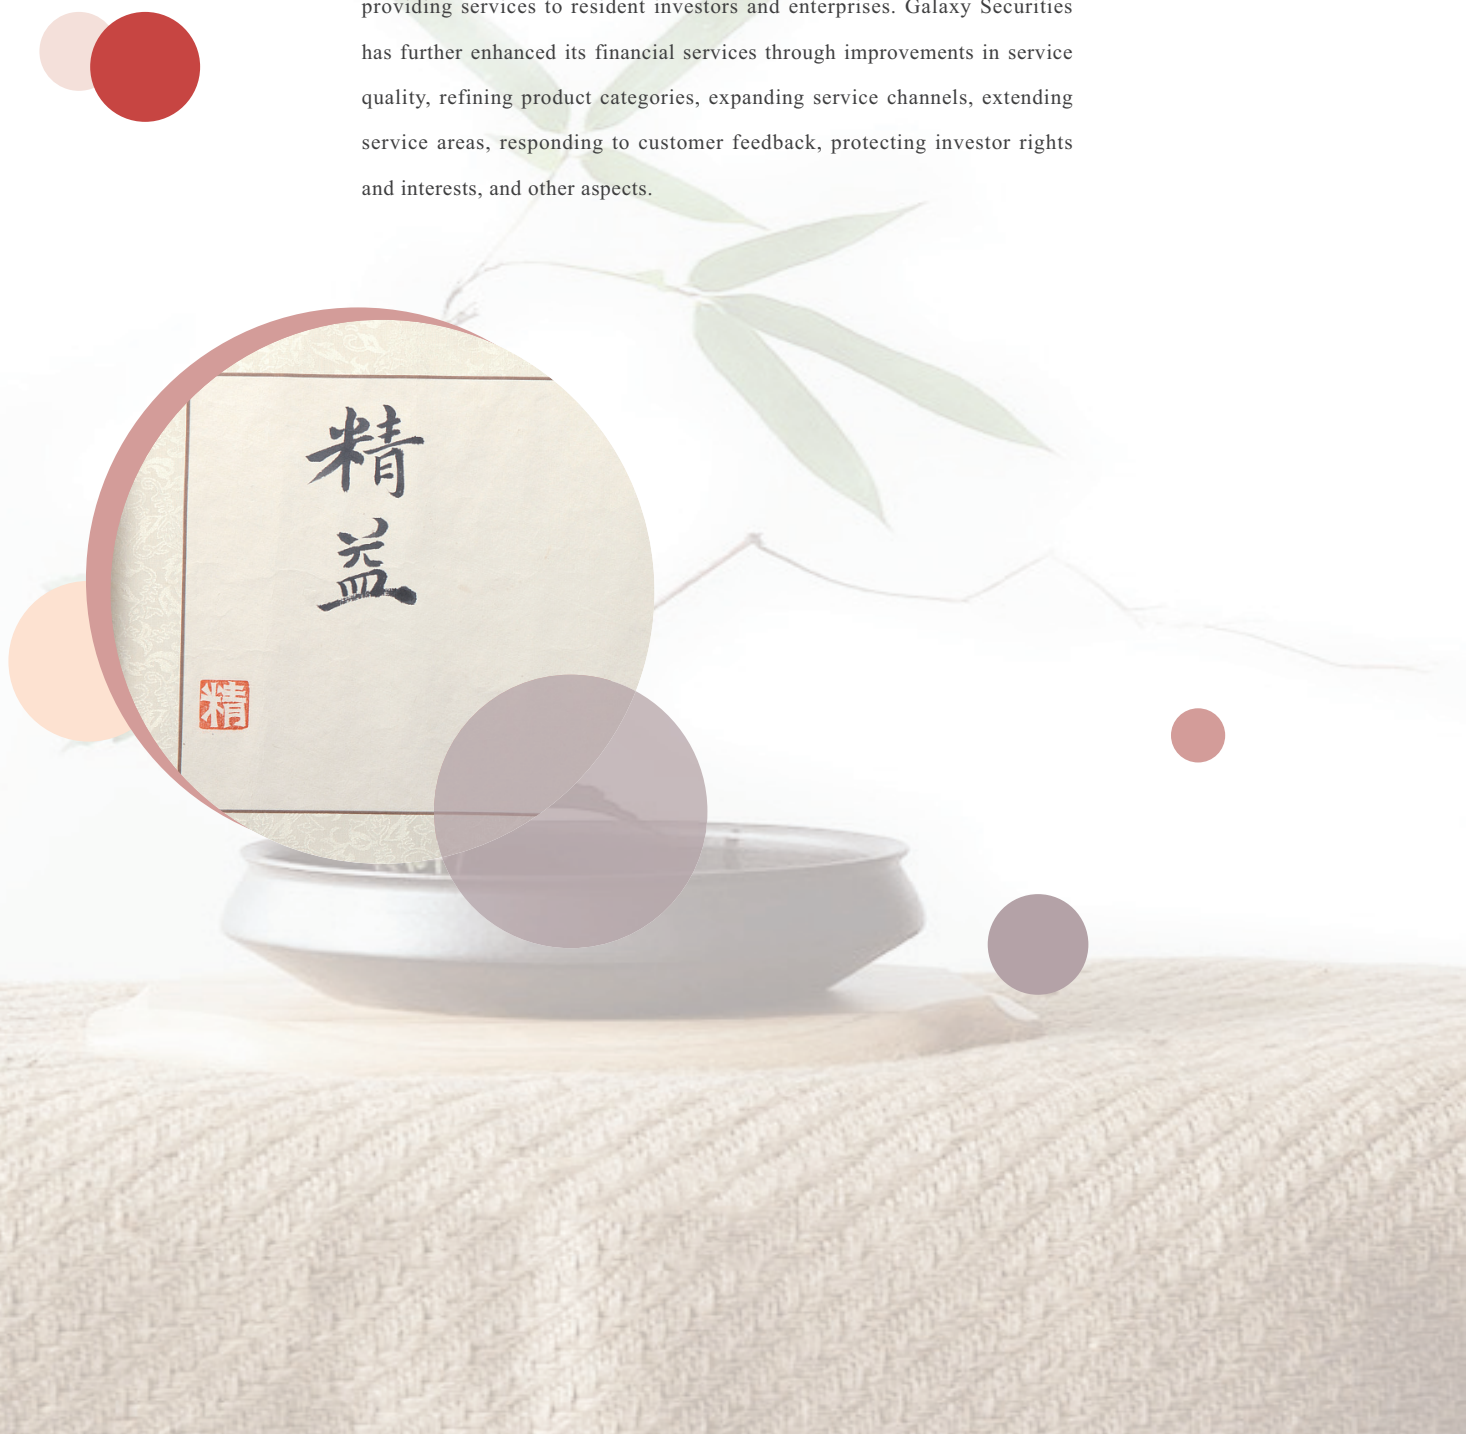 providing services to resident investors and enterprises. Galaxy Securities
has further enhanced its financial services through improvements in service
quality, refining product categories, expanding service channels, extending
service areas, responding to customer feedback, protecting investor rights
and interests, and other aspects.
精
益
精